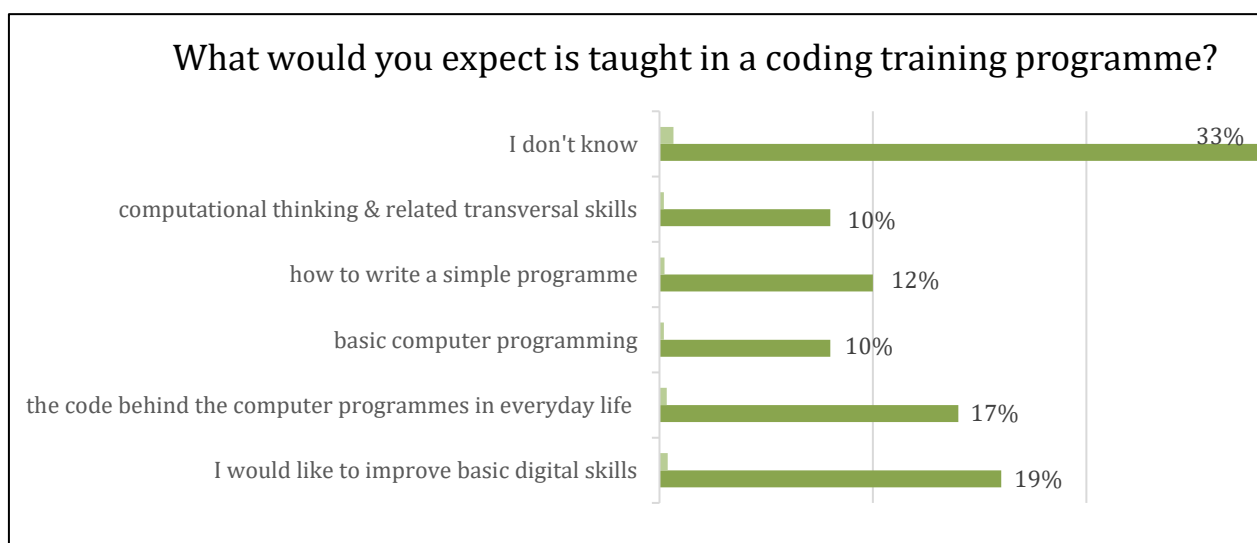 What would you expect is taught in a coding training programme?
I don't know
33%
computational thinking & related transversal skills
10%
how to write a simple programme
12%
basic computer programming
10%
the code behind the computer programmes in everyday life
17%
I would like to improve basic digital skills
19%